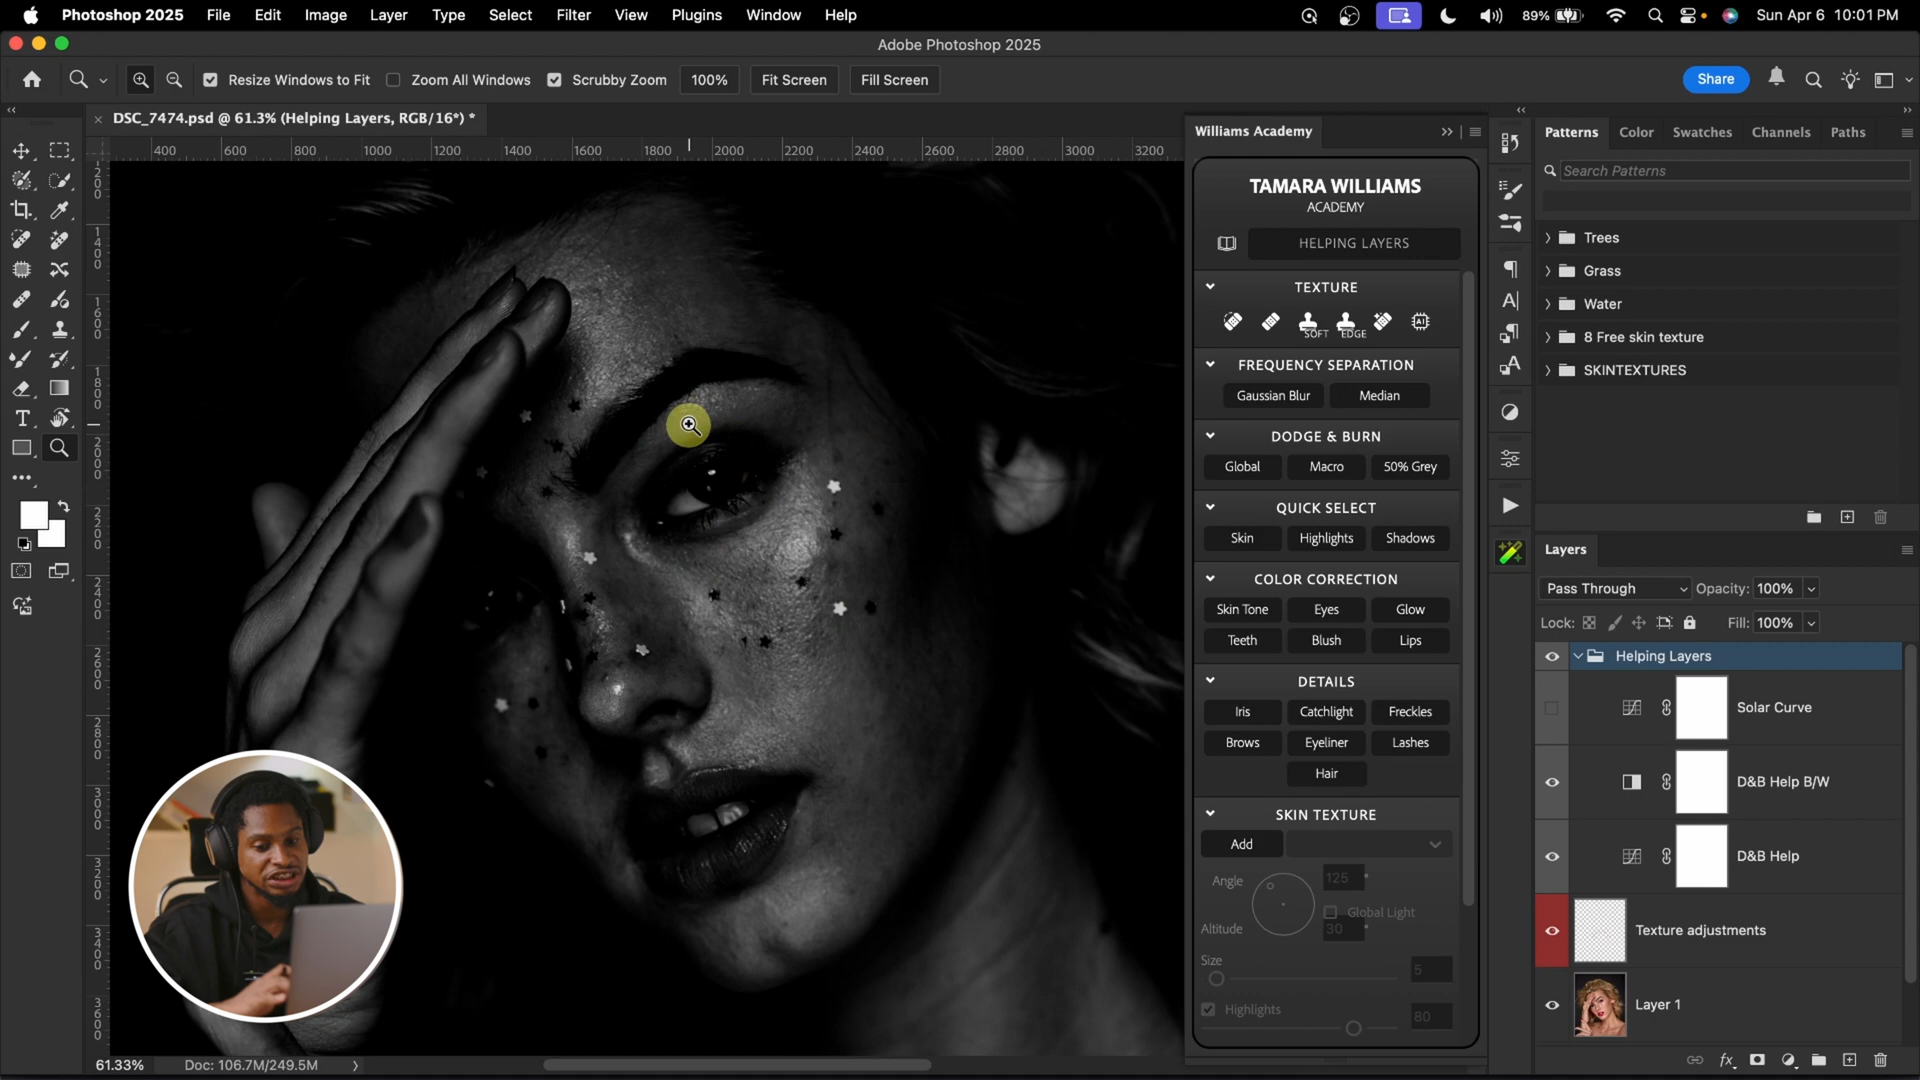 Photoshop 2025 File Edit Image Layer Type Select Filter View Plugins Window Help 89% Sun Apr 6 10:01 PM
Adobe Photoshop 2025
Resize Windows to Fit Zoom All Windows Scrubby Zoom 100% Fit Screen Fill Screen Share
DSC_7474.psd @ 61.3% (Helping Layers, RGB/16*) *
400 600 800 1000 1200 1400 1600 1800 2000 2200 2400 2600 2800 3000 3200
Williams Academy
TAMARA WILLIAMS
ACADEMY
HELPING LAYERS
TEXTURE
SOFT EDGE
AI
FREQUENCY SEPARATION
Gaussian Blur Median
DODGE & BURN
Global Macro 50% Grey
QUICK SELECT
Skin Highlights Shadows
COLOR CORRECTION
Skin Tone Eyes Glow
Teeth Blush Lips
DETAILS
Iris Catchlight Freckles
Brows Eyeliner Lashes
Hair
SKIN TEXTURE
Add
Angle 125 °
Global Light
Altitude 30 °
Size 5
Highlights 80
Patterns Color Swatches Channels Paths
Search Patterns
Trees
Grass
Water
8 Free skin texture
SKINTEXTURES
Layers
Pass Through Opacity: 100%
Lock: Fill: 100%
Helping Layers
Solar Curve
D&B Help B/W
D&B Help
Texture adjustments
Layer 1
fx
61.33% Doc: 106.7M/249.5M